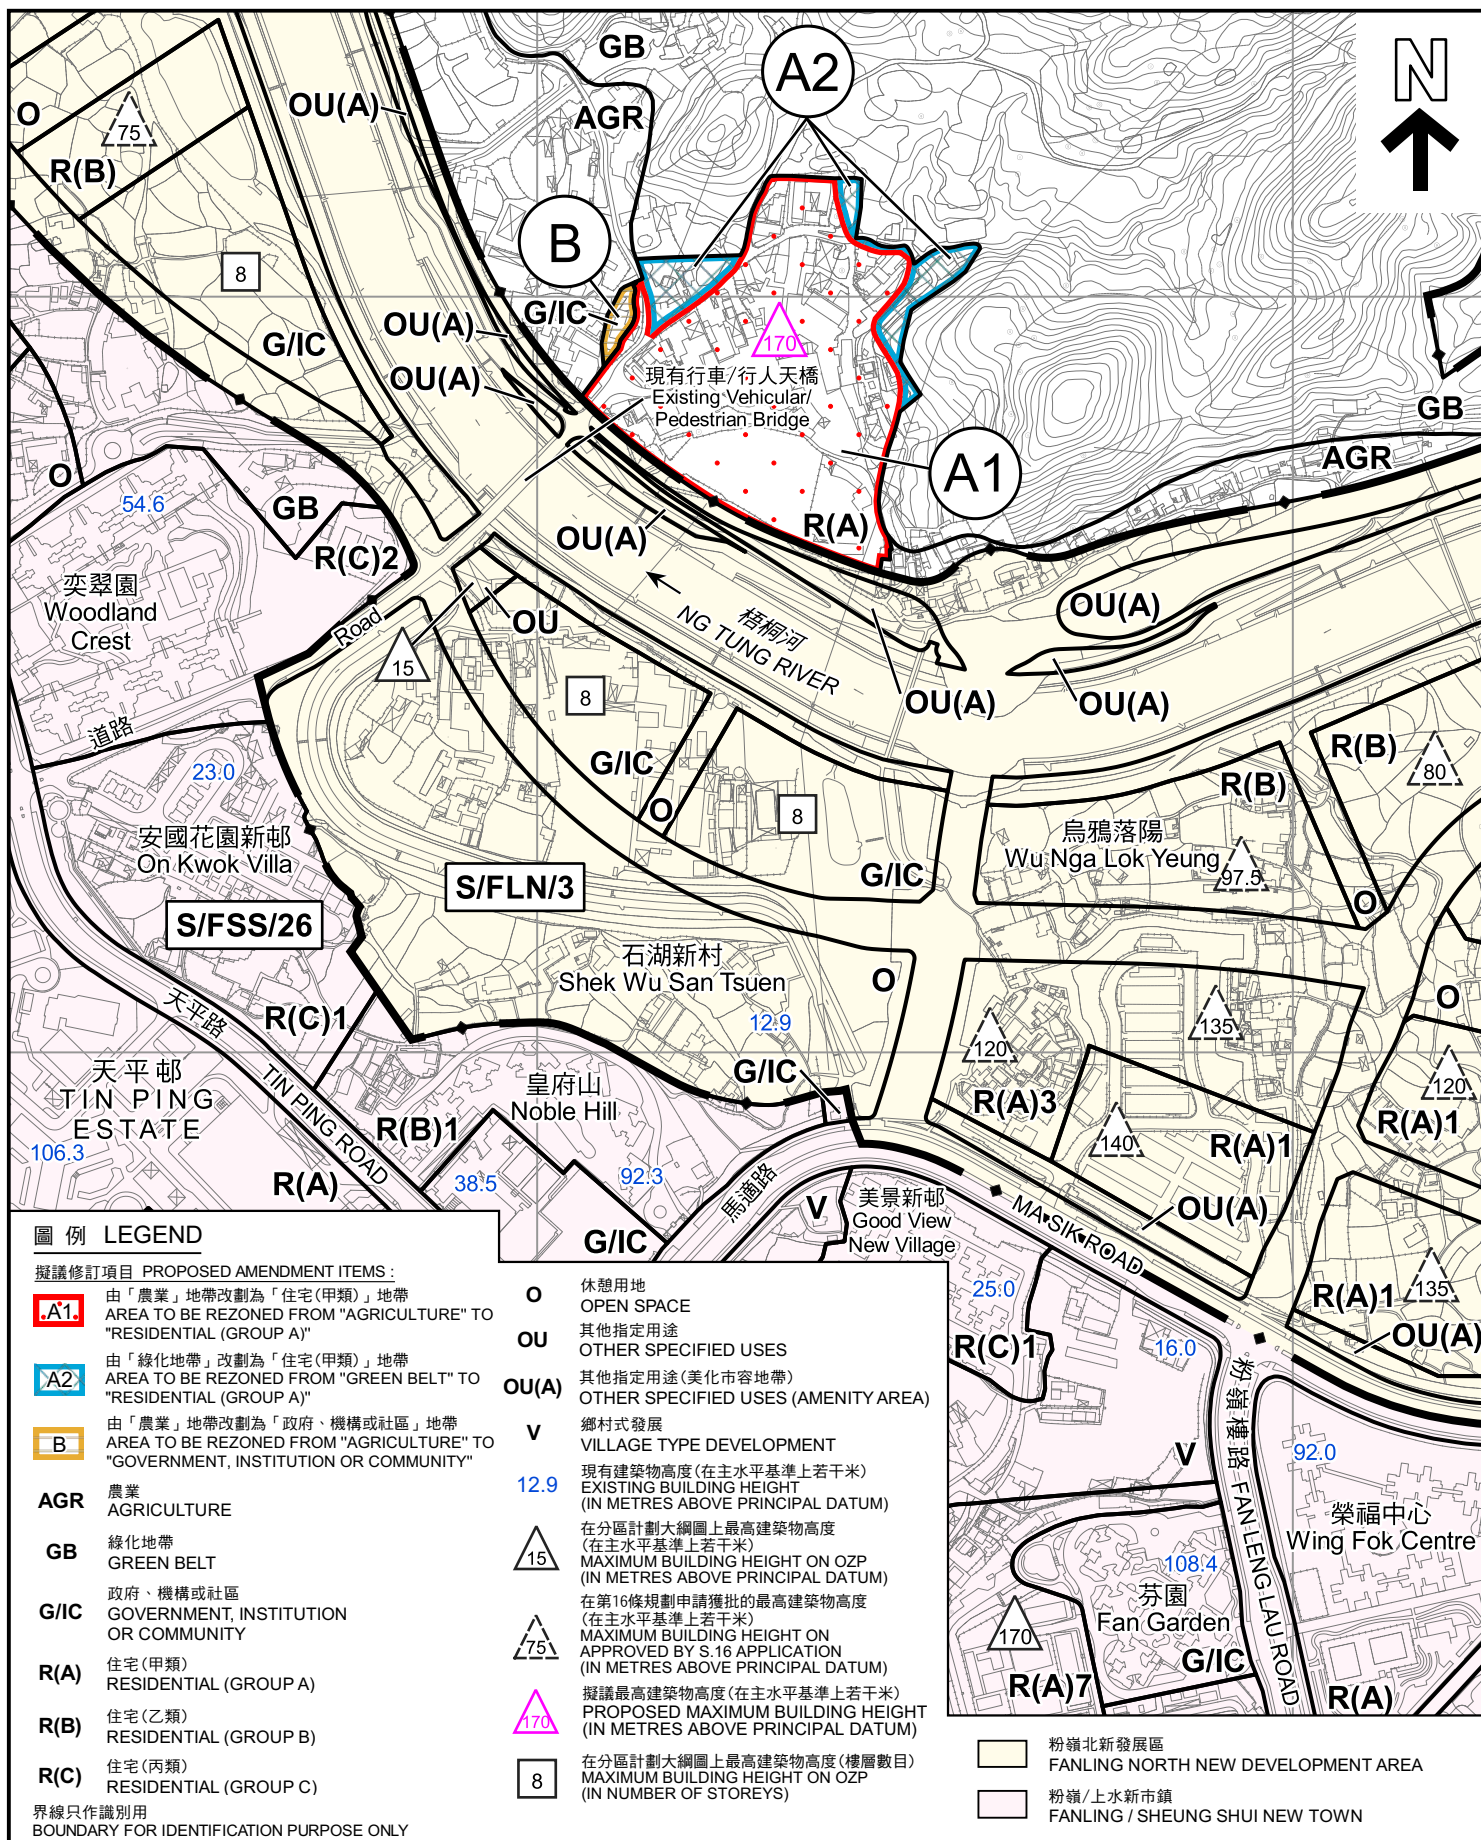 GB
A2
N
OU(A)
O
75
AGR
R(B)
B
8
G/IC
OU(A)
G/IC
170
OU(A)
現有行車/行人天橋
Existing Vehicular/
Pedestrian Bridge
GB
AGR
A1
O
54.6
GB
R(A)
OU(A)
R(C)2
奕翠園
Woodland
Crest
梧桐河
NG TUNG RIVER
OU(A)
Road
OU
15
8
OU(A)
OU(A)
道路
R(B)
80
23.0
G/IC
R(B)
O
8
安國花園新邨
On Kwok Villa
烏鴉落陽
Wu Nga Lok Yeung
97.5
S/FLN/3
G/IC
O
S/FSS/26
石湖新村
Shek Wu San Tsuen
O
O
天平路
R(C)1
12.9
135
120
天平邨
TIN PING
ESTATE
TIN PING ROAD
皇府山
Noble Hill
G/IC
120
R(A)3
R(A)1
R(B)1
140
R(A)1
106.3
R(A)
38.5
92.3
馬適路
V
美景新邨
Good View
New Village
MA SIK ROAD
OU(A)
G/IC
25.0
135
R(A)1
R(C)1
16.0
OU(A)
粉嶺樓路 FAN LENG LAU ROAD
V
92.0
榮福中心
Wing Fok Centre
108.4
芬園
Fan Garden
170
G/IC
R(A)7
R(A)
圖 例 LEGEND
擬議修訂項目 PROPOSED AMENDMENT ITEMS :
A1
由「農業」地帶改劃為「住宅(甲類)」地帶
AREA TO BE REZONED FROM "AGRICULTURE" TO
"RESIDENTIAL (GROUP A)"
A2
由「綠化地帶」改劃為「住宅(甲類)」地帶
AREA TO BE REZONED FROM "GREEN BELT" TO
"RESIDENTIAL (GROUP A)"
B
由「農業」地帶改劃為「政府、機構或社區」地帶
AREA TO BE REZONED FROM "AGRICULTURE" TO
"GOVERNMENT, INSTITUTION OR COMMUNITY"
AGR
農業
AGRICULTURE
GB
綠化地帶
GREEN BELT
G/IC
政府、機構或社區
GOVERNMENT, INSTITUTION
OR COMMUNITY
R(A)
住宅(甲類)
RESIDENTIAL (GROUP A)
R(B)
住宅(乙類)
RESIDENTIAL (GROUP B)
R(C)
住宅(丙類)
RESIDENTIAL (GROUP C)
界線只作識別用
BOUNDARY FOR IDENTIFICATION PURPOSE ONLY
O
休憩用地
OPEN SPACE
OU
其他指定用途
OTHER SPECIFIED USES
OU(A)
其他指定用途(美化市容地帶)
OTHER SPECIFIED USES (AMENITY AREA)
V
鄉村式發展
VILLAGE TYPE DEVELOPMENT
12.9
現有建築物高度(在主水平基準上若干米)
EXISTING BUILDING HEIGHT
(IN METRES ABOVE PRINCIPAL DATUM)
15
在分區計劃大綱圖上最高建築物高度
(在主水平基準上若干米)
MAXIMUM BUILDING HEIGHT ON OZP
(IN METRES ABOVE PRINCIPAL DATUM)
75
在第16條規劃申請獲批的最高建築物高度
(在主水平基準上若干米)
MAXIMUM BUILDING HEIGHT ON
APPROVED BY S.16 APPLICATION
(IN METRES ABOVE PRINCIPAL DATUM)
170
擬議最高建築物高度(在主水平基準上若干米)
PROPOSED MAXIMUM BUILDING HEIGHT
(IN METRES ABOVE PRINCIPAL DATUM)
8
在分區計劃大綱圖上最高建築物高度(樓層數目)
MAXIMUM BUILDING HEIGHT ON OZP
(IN NUMBER OF STOREYS)
粉嶺北新發展區
FANLING NORTH NEW DEVELOPMENT AREA
粉嶺/上水新市鎮
FANLING / SHEUNG SHUI NEW TOWN